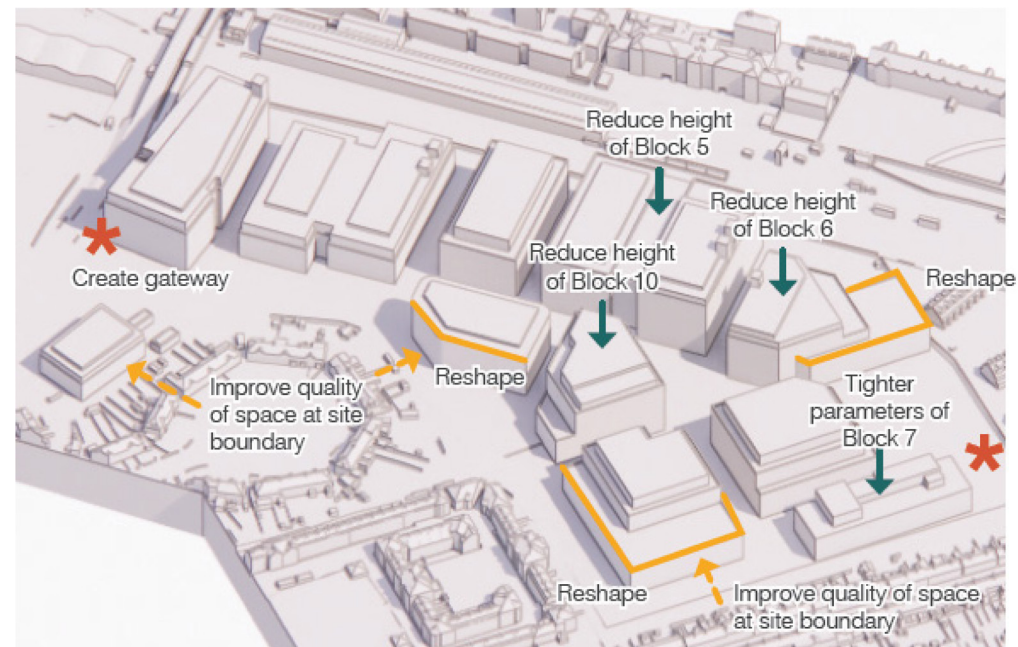 Reduce height
of Block 5
Reduce height
of Block 6
Reduce height
of Block 10
Create gateway
Reshape
Reshape
Improve quality
of space at site
boundary
Tighter
parameters of
Block 7
Reshape
Improve quality of space
at site boundary